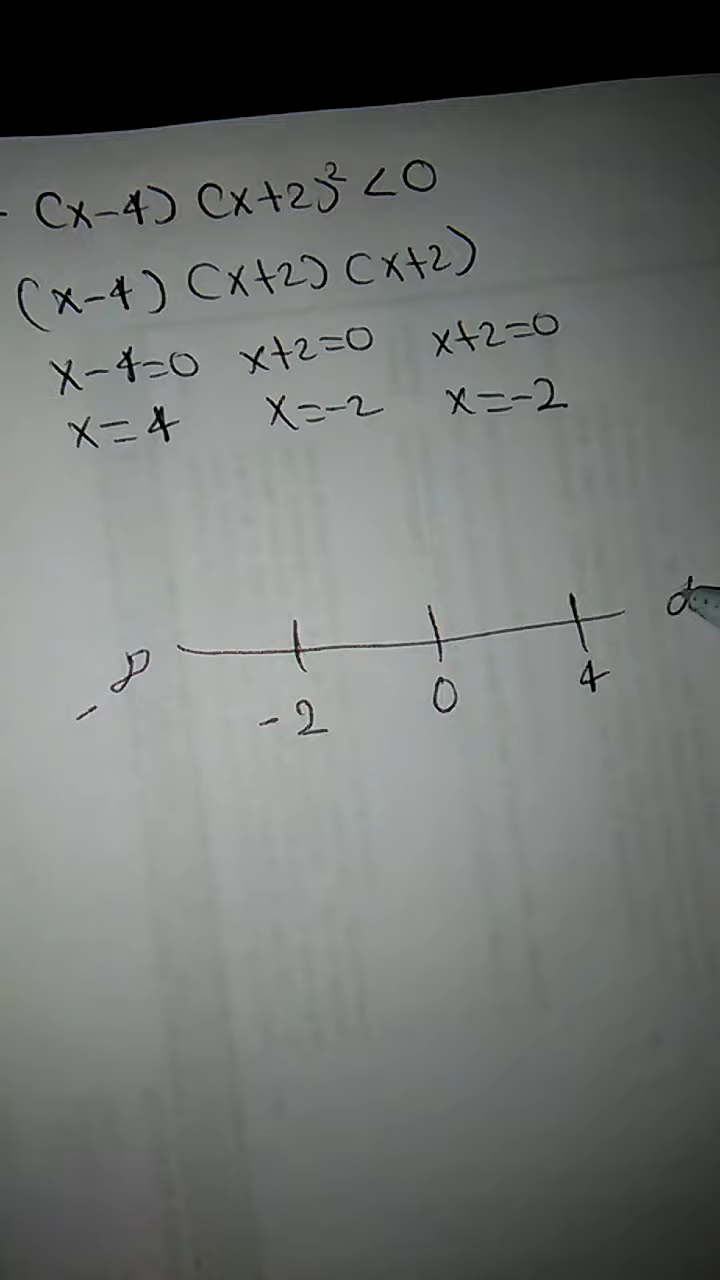 - (x-4) (x+2)² <0
(x-4) (x+2) (x+2)
x-4=0 x+2=0 x+2=0
x=4 x=-2 x=-2
-∞ -2 0 4